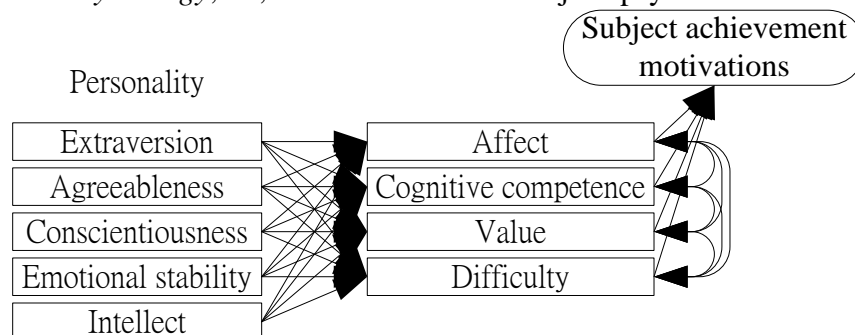 Subject achievement
motivations
Personality
Extraversion
Affect
Agreeableness
Cognitive competence
Conscientiousness
Value
Emotional stability
Difficulty
Intellect